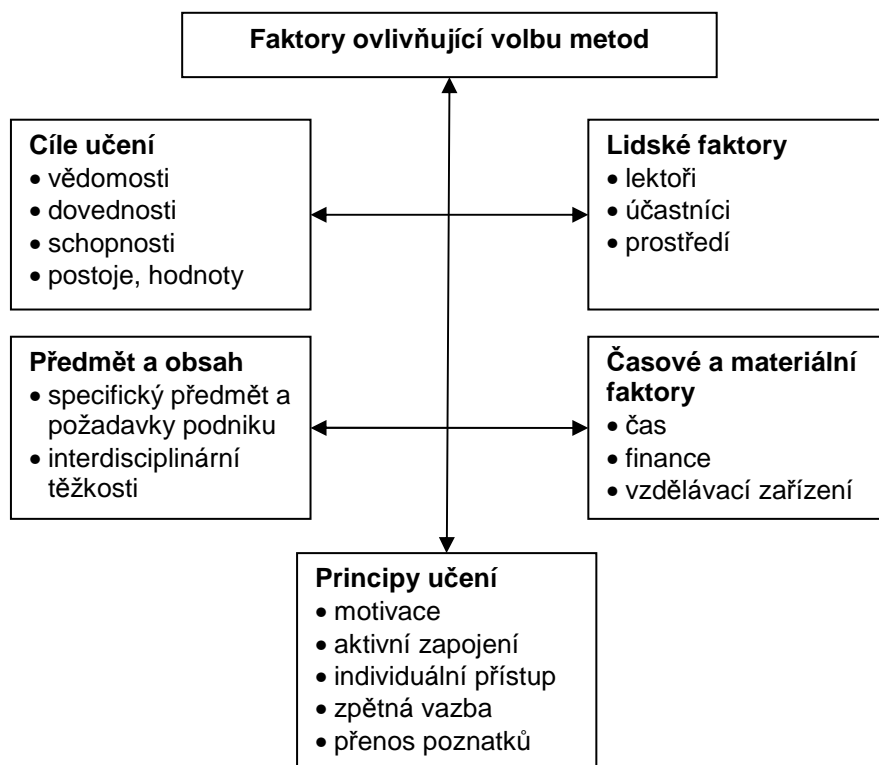 Faktory ovlivňující volbu metod
Cíle učení
• vědomosti
• dovednosti
• schopnosti
• postoje, hodnoty
Lidské faktory
• lektoři
• účastníci
• prostředí
Předmět a obsah
• specifický předmět a
požadavky podniku
• interdisciplinární
těžkosti
Časové a materiální
faktory
• čas
• finance
• vzdělávací zařízení
Principy učení
• motivace
• aktivní zapojení
• individuální přístup
• zpětná vazba
• přenos poznatků